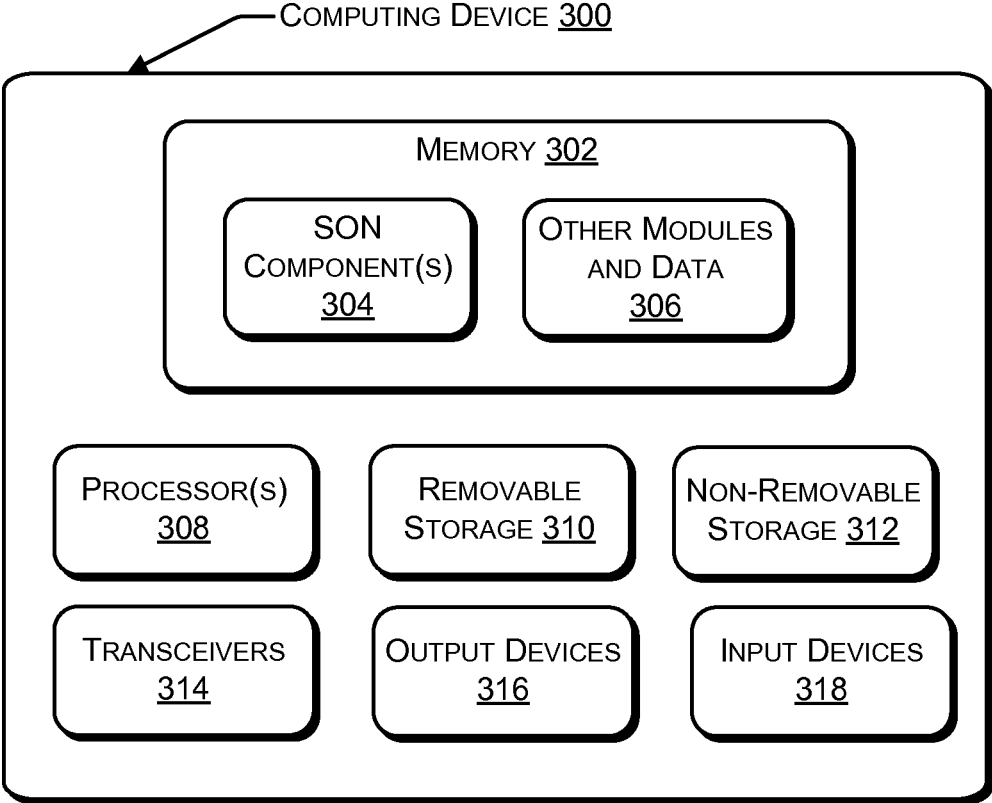 COMPUTING DEVICE 300
MEMORY 302
SON
COMPONENT(S)
304
OTHER MODULES
AND DATA
306
PROCESSOR(S)
308
REMOVABLE
STORAGE 310
NON-REMOVABLE
STORAGE 312
TRANSCEIVERS
314
OUTPUT DEVICES
316
INPUT DEVICES
318